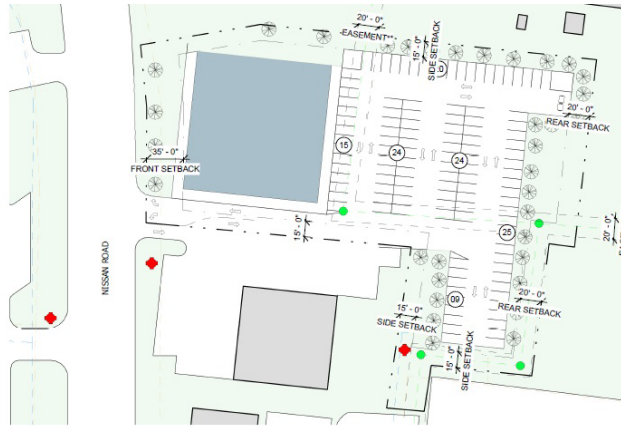 20' - 0"
-EASEMENT**
15' - 0"
SIDE SETBACK
20' - 0"
REAR SETBACK
15
24
24
35' - 0"
FRONT SETBACK
15' - 0"
25
20' - 0"
NISSAN ROAD
20' - 0"
REAR SETBACK
09
15' - 0"
SIDE SETBACK
15' - 0"
SIDE SETBACK